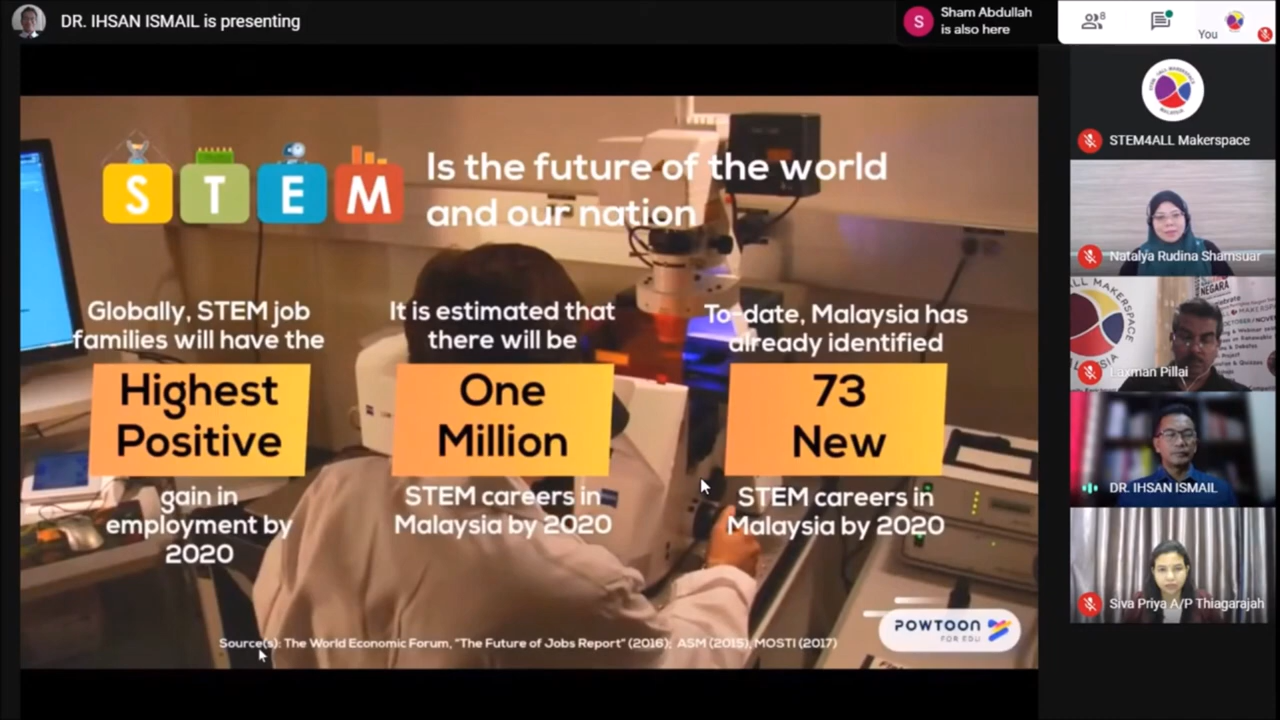 DR. IHSAN ISMAIL is presenting
Sham Abdullah
is also here
S
8
You
STEM4ALL Makerspace
Natalya Rudina Shamsuar
Laxman Pillai
DR. IHSAN ISMAIL
Siva Priya A/P Thiagarajah
STEM
Is the future of the world
and our nation
Globally, STEM job
families will have the
Highest
Positive
gain in
employment by
2020
It is estimated that
there will be
One
Million
STEM careers in
Malaysia by 2020
To-date, Malaysia has
already identified
73
New
STEM careers in
Malaysia by 2020
Source(s): The World Economic Forum, "The Future of Jobs Report" (2016); ASM (2015), MOSTI (2017)
POWTOON
FOR EDU